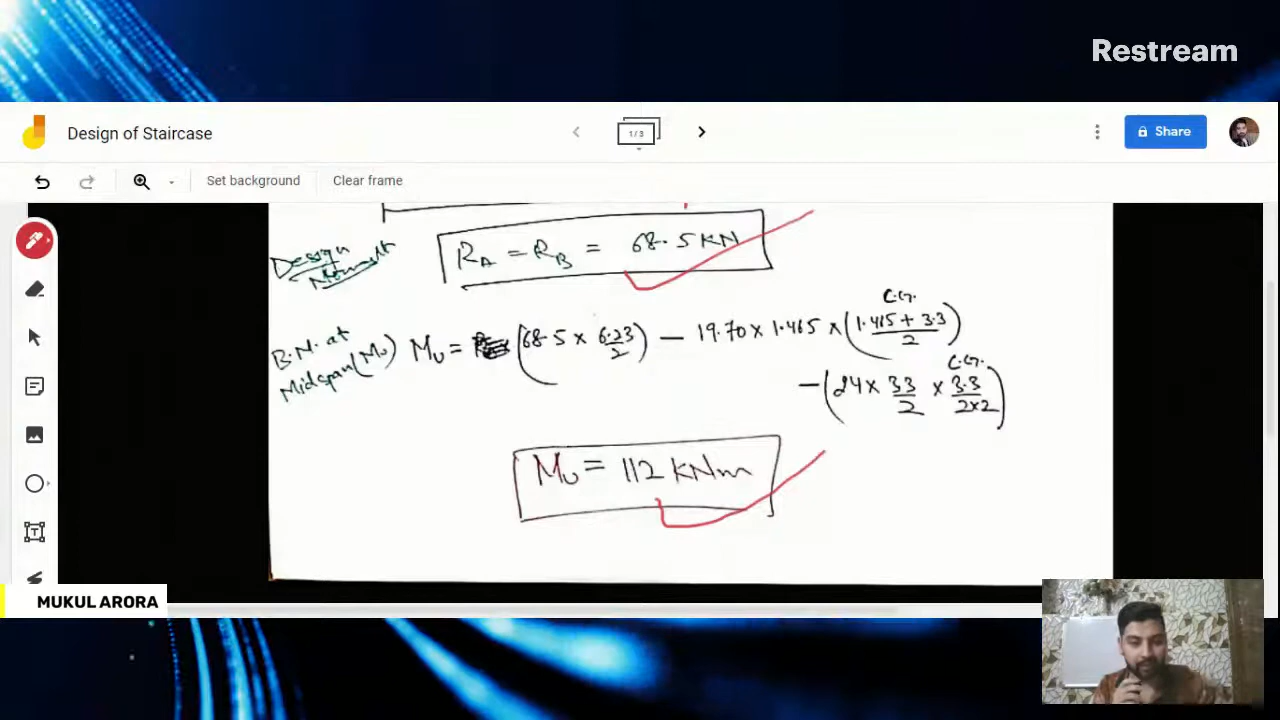 Restream
Design of Staircase
1/3
Share
Set background
Clear frame
RA = RB = 68.5 KN
Design
Moment
B.M. at
Midspan (Mu)
Mu = (68.5 × 6.23/2) − 19.70 × 1.465 × (1.465 + 3.3/2)
C.G.
− (24 × 3.3/2 × 3.3/2×2)
C.G.
Mu = 112 kNm
MUKUL ARORA